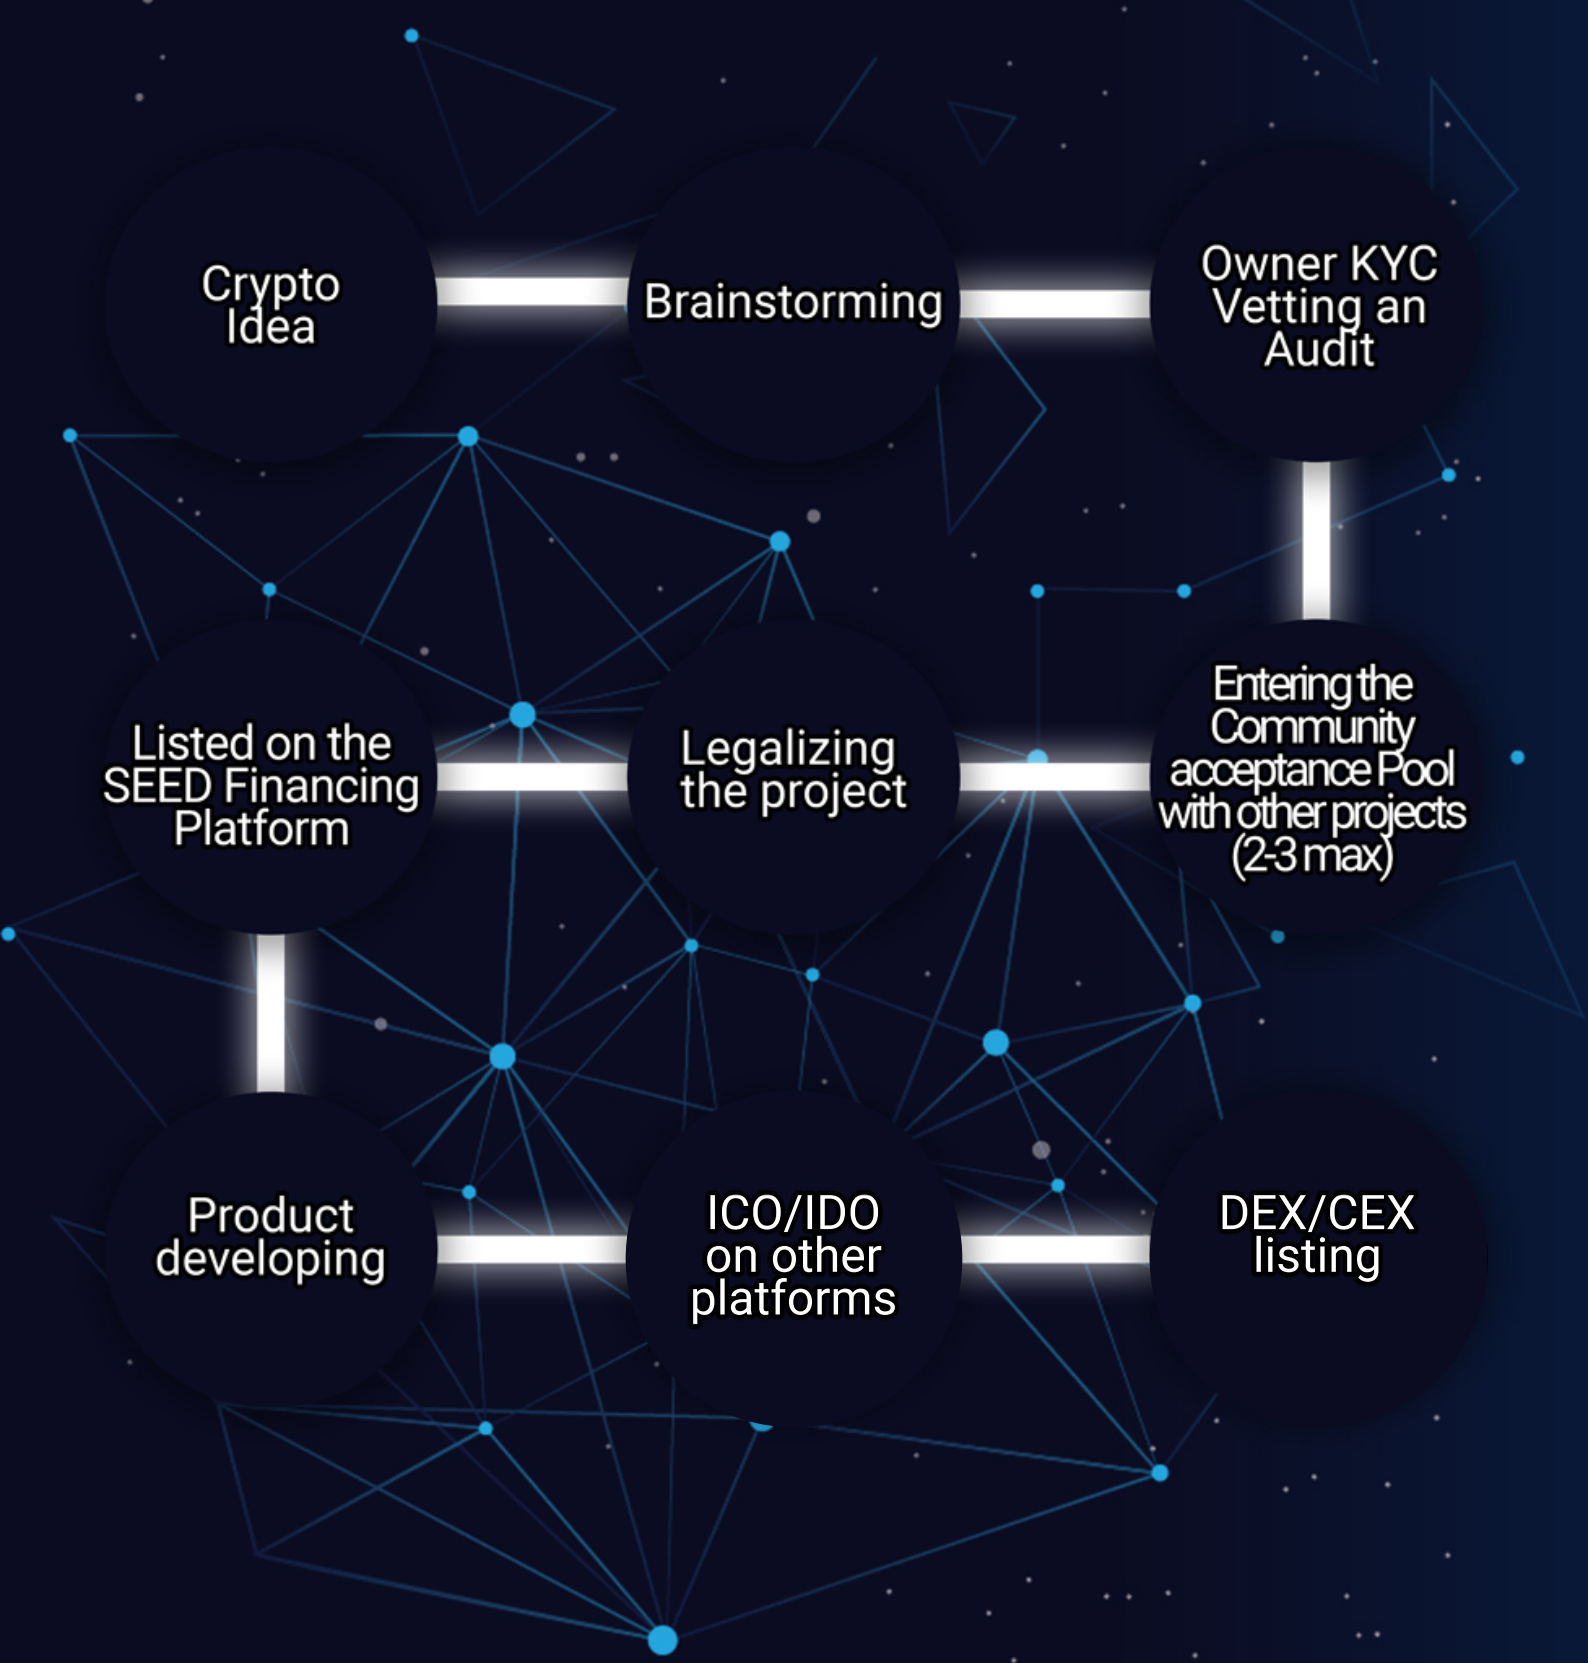 Crypto
Idea
Brainstorming
Owner KYC
Vetting an
Audit
Listed on the
SEED Financing
Platform
Legalizing
the project
Entering the
Community
acceptance Pool
with other projects
(2-3 max)
Product
developing
ICO/IDO
on other
platforms
DEX/CEX
listing